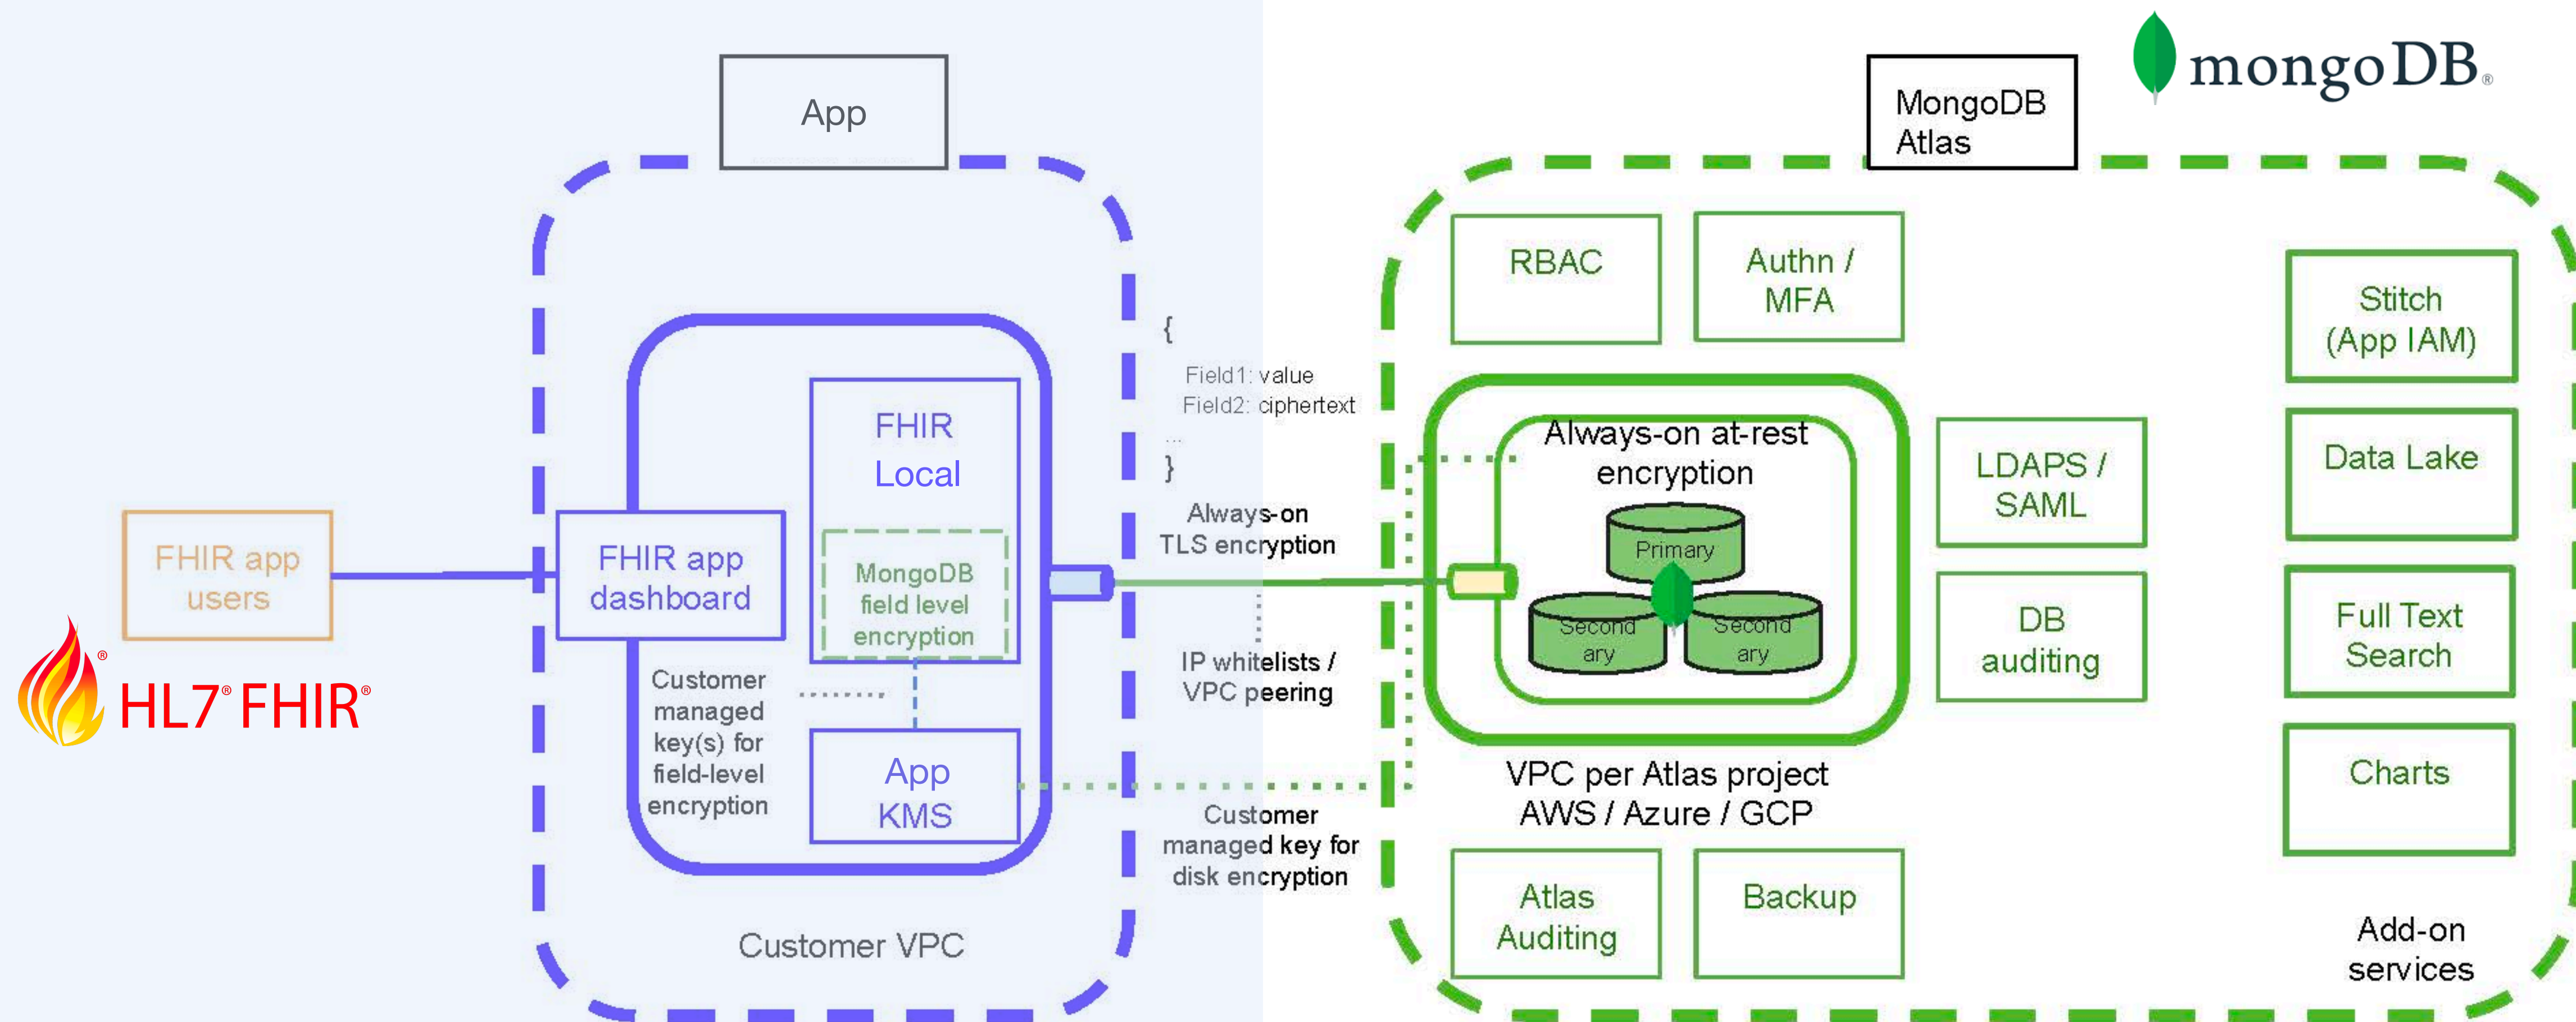 App
MongoDB
Atlas
mongoDB®
RBAC
Authn /
MFA
Stitch
(App IAM)
{
Field1: value
Field2: ciphertext
...
}
FHIR
Local
MongoDB
field level
encryption
Always-on at-rest
encryption
Primary
Second
ary
Second
ary
LDAPS /
SAML
Data Lake
Always-on
TLS encryption
FHIR app
users
FHIR app
dashboard
DB
auditing
Full Text
Search
HL7® FHIR®
®
Customer
managed
key(s) for
field-level
encryption
IP whitelists /
VPC peering
App
KMS
VPC per Atlas project
AWS / Azure / GCP
Charts
Customer
managed key for
disk encryption
Atlas
Auditing
Backup
Customer VPC
Add-on
services